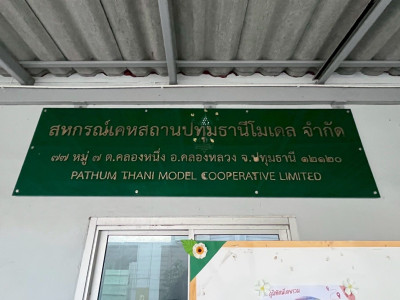 สหกรณ์เคหสถานปทุมธานีโมเดล จำกัด
๗๗ หมู่ ๗ ต.คลองหนึ่ง อ.คลองหลวง จ.ปทุมธานี ๑๒๑๒๐
PATHUM THANI MODEL COOPERATIVE LIMITED